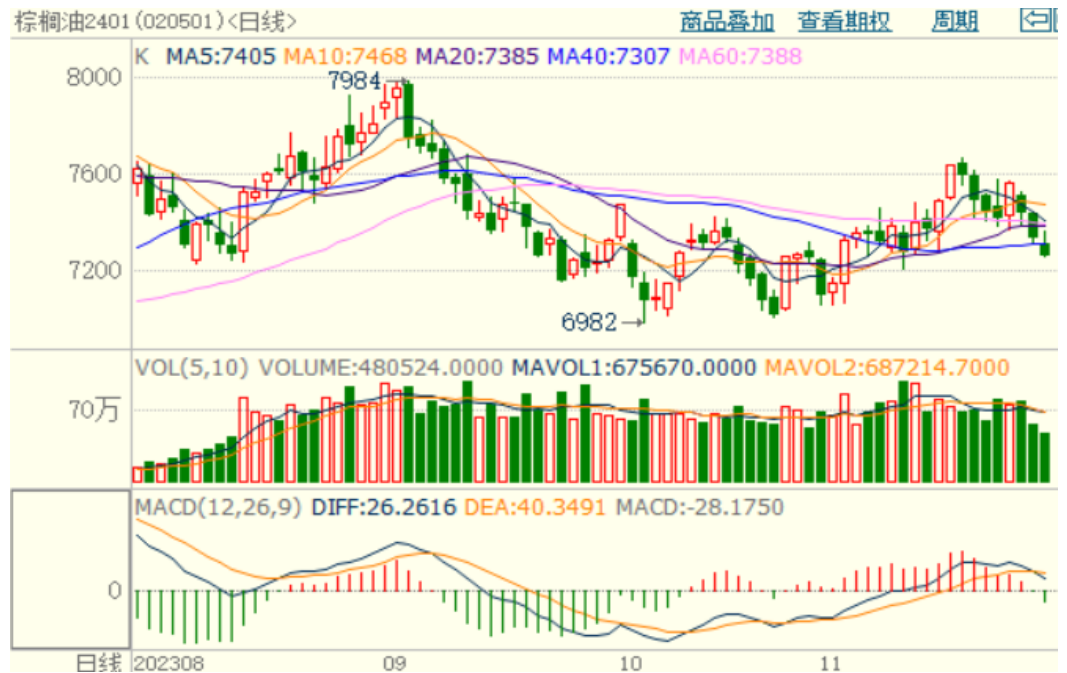 棕榈油2401(020501)<日线> 商品叠加 查看期权 周期
K MA5:7405 MA10:7468 MA20:7385 MA40:7307 MA60:7388
8000
7984
7600
7200
6982
VOL(5,10) VOLUME:480524.0000 MAVOL1:675670.0000 MAVOL2:687214.7000
70万
MACD(12,26,9) DIFF:26.2616 DEA:40.3491 MACD:-28.1750
0
日线 202308 09 10 11